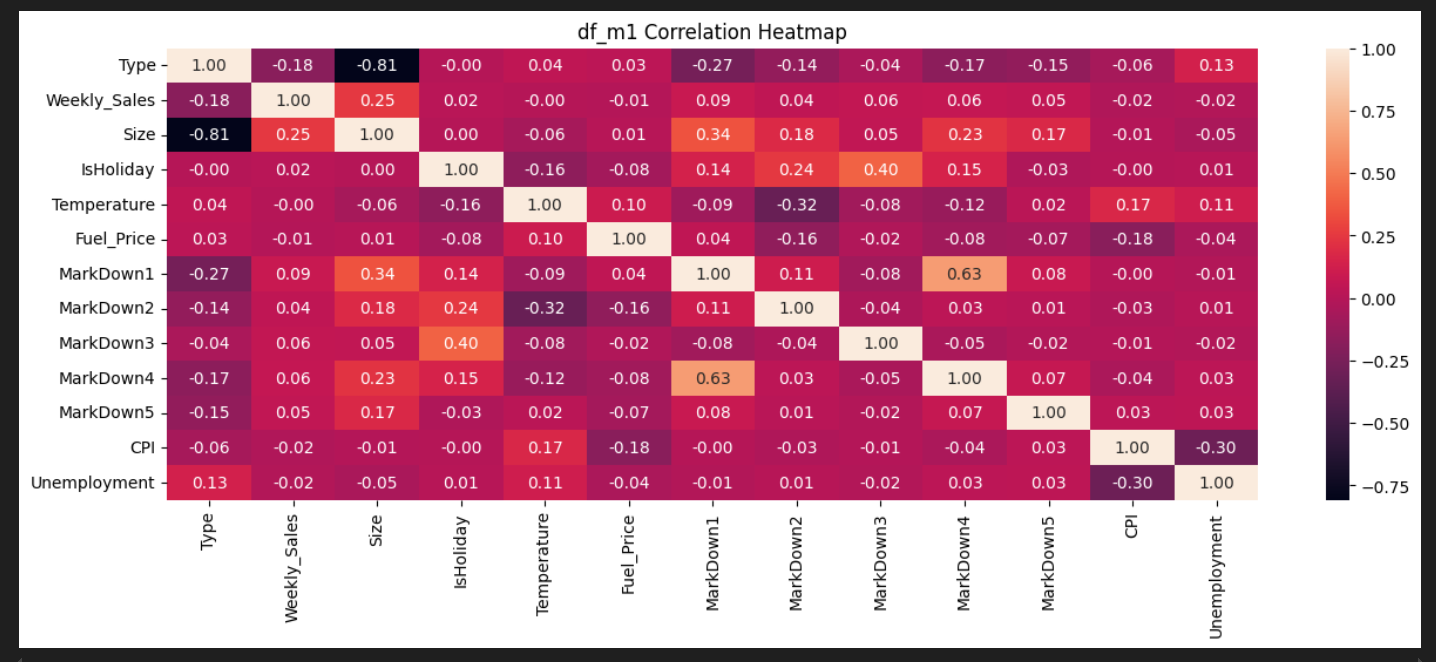 df_m1 Correlation Heatmap
Type 1.00 -0.18 -0.81 -0.00 0.04 0.03 -0.27 -0.14 -0.04 -0.17 -0.15 -0.06 0.13
Weekly_Sales -0.18 1.00 0.25 0.02 -0.00 -0.01 0.09 0.04 0.06 0.06 0.05 -0.02 -0.02
Size -0.81 0.25 1.00 0.00 -0.06 0.01 0.34 0.18 0.05 0.23 0.17 -0.01 -0.05
IsHoliday -0.00 0.02 0.00 1.00 -0.16 -0.08 0.14 0.24 0.40 0.15 -0.03 -0.00 0.01
Temperature 0.04 -0.00 -0.06 -0.16 1.00 0.10 -0.09 -0.32 -0.08 -0.12 0.02 0.17 0.11
Fuel_Price 0.03 -0.01 0.01 -0.08 0.10 1.00 0.04 -0.16 -0.02 -0.08 -0.07 -0.18 -0.04
MarkDown1 -0.27 0.09 0.34 0.14 -0.09 0.04 1.00 0.11 -0.08 0.63 0.08 -0.00 -0.01
MarkDown2 -0.14 0.04 0.18 0.24 -0.32 -0.16 0.11 1.00 -0.04 0.03 0.01 -0.03 0.01
MarkDown3 -0.04 0.06 0.05 0.40 -0.08 -0.02 -0.08 -0.04 1.00 -0.05 -0.02 -0.01 -0.02
MarkDown4 -0.17 0.06 0.23 0.15 -0.12 -0.08 0.63 0.03 -0.05 1.00 0.07 -0.04 0.03
MarkDown5 -0.15 0.05 0.17 -0.03 0.02 -0.07 0.08 0.01 -0.02 0.07 1.00 0.03 0.03
CPI -0.06 -0.02 -0.01 -0.00 0.17 -0.18 -0.00 -0.03 -0.01 -0.04 0.03 1.00 -0.30
Unemployment 0.13 -0.02 -0.05 0.01 0.11 -0.04 -0.01 0.01 -0.02 0.03 0.03 -0.30 1.00
Type
Weekly_Sales
Size
IsHoliday
Temperature
Fuel_Price
MarkDown1
MarkDown2
MarkDown3
MarkDown4
MarkDown5
CPI
Unemployment
1.00
0.75
0.50
0.25
0.00
−0.25
−0.50
−0.75